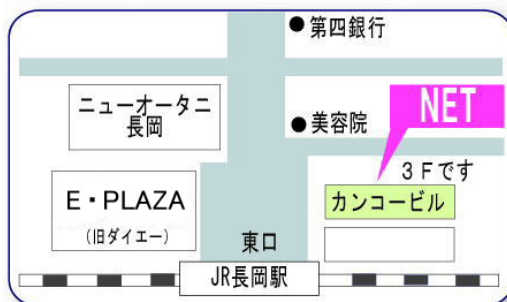 第四銀行
ニューオータニ
長岡
美容院
NET
3Fです
カンコービル
E・PLAZA
(旧ダイエー)
東口
JR長岡駅